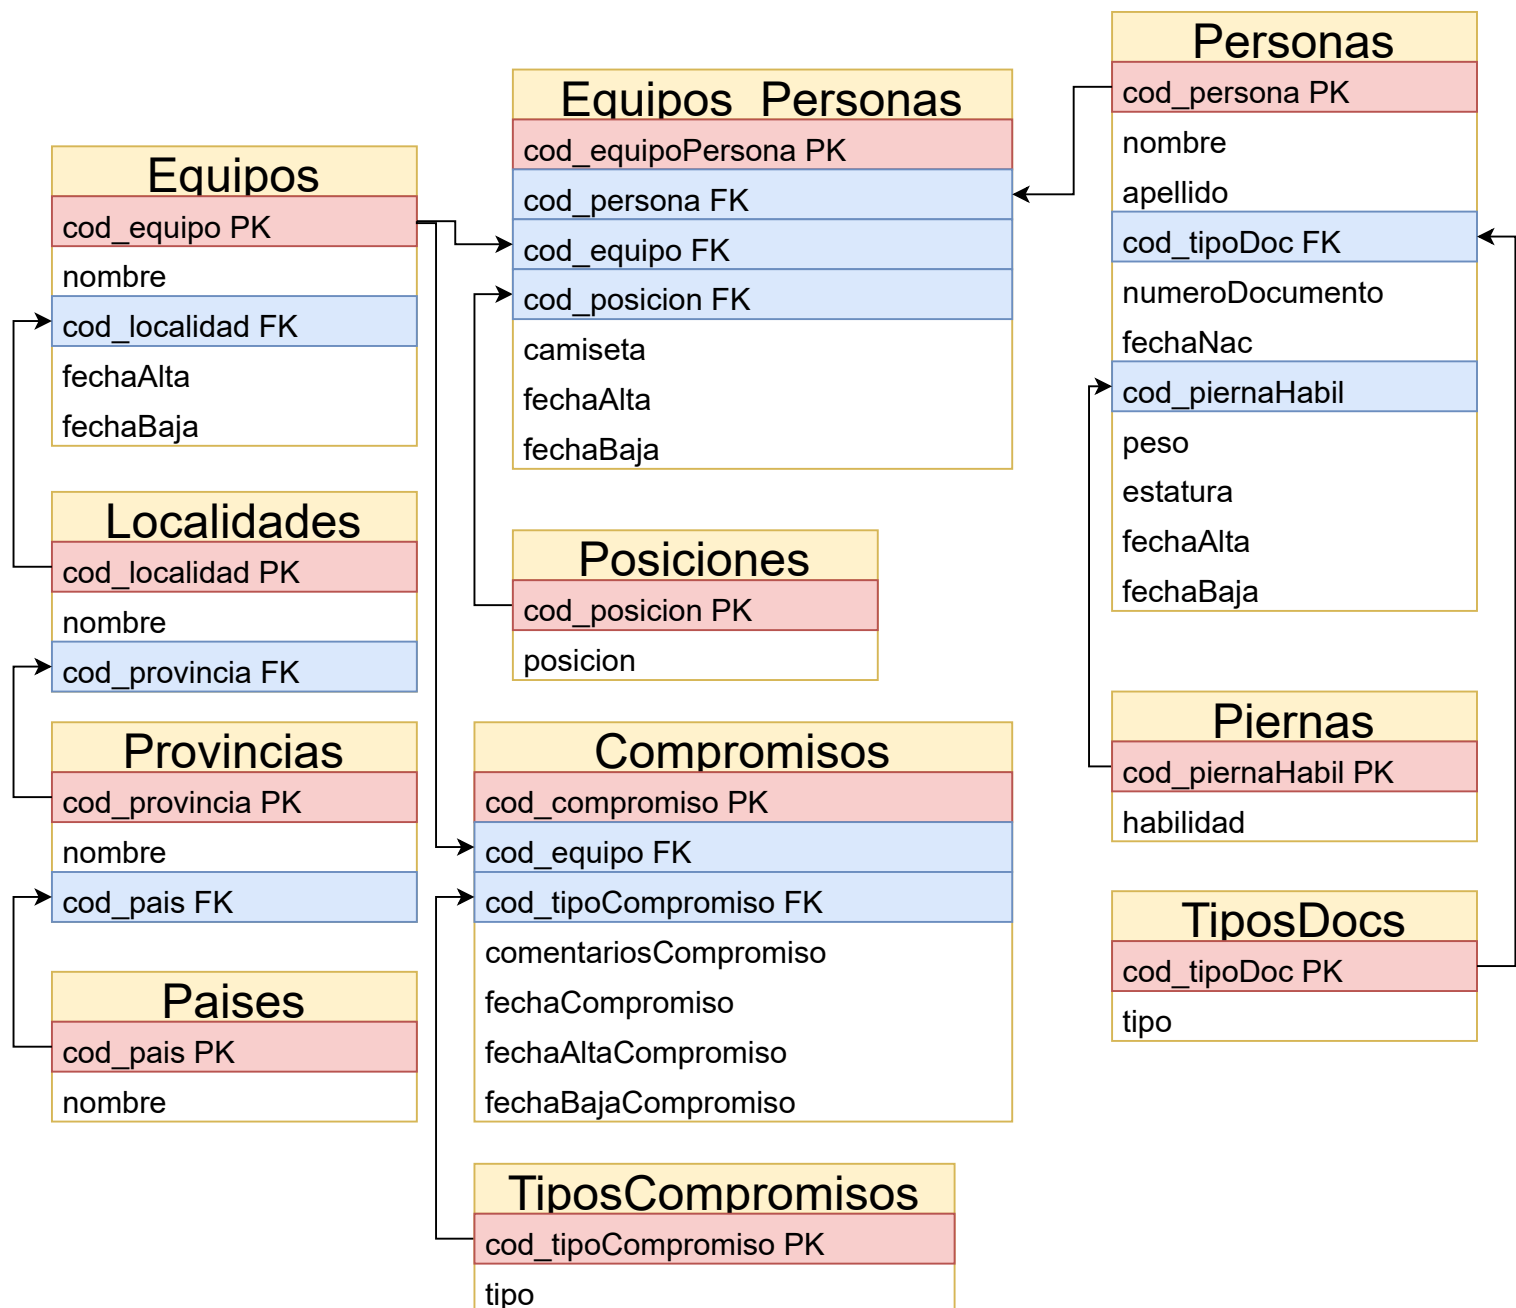 Equipos
cod_equipo PK
nombre
cod_localidad FK
fechaAlta
fechaBaja
Localidades
cod_localidad PK
nombre
cod_provincia FK
Provincias
cod_provincia PK
nombre
cod_pais FK
Paises
cod_pais PK
nombre
Equipos_Personas
cod_equipoPersona PK
cod_persona FK
cod_equipo FK
cod_posicion FK
camiseta
fechaAlta
fechaBaja
Posiciones
cod_posicion PK
posicion
Compromisos
cod_compromiso PK
cod_equipo FK
cod_tipoCompromiso FK
comentariosCompromiso
fechaCompromiso
fechaAltaCompromiso
fechaBajaCompromiso
TiposCompromisos
cod_tipoCompromiso PK
tipo
Personas
cod_persona PK
nombre
apellido
cod_tipoDoc FK
numeroDocumento
fechaNac
cod_piernaHabil
peso
estatura
fechaAlta
fechaBaja
Piernas
cod_piernaHabil PK
habilidad
TiposDocs
cod_tipoDoc PK
tipo